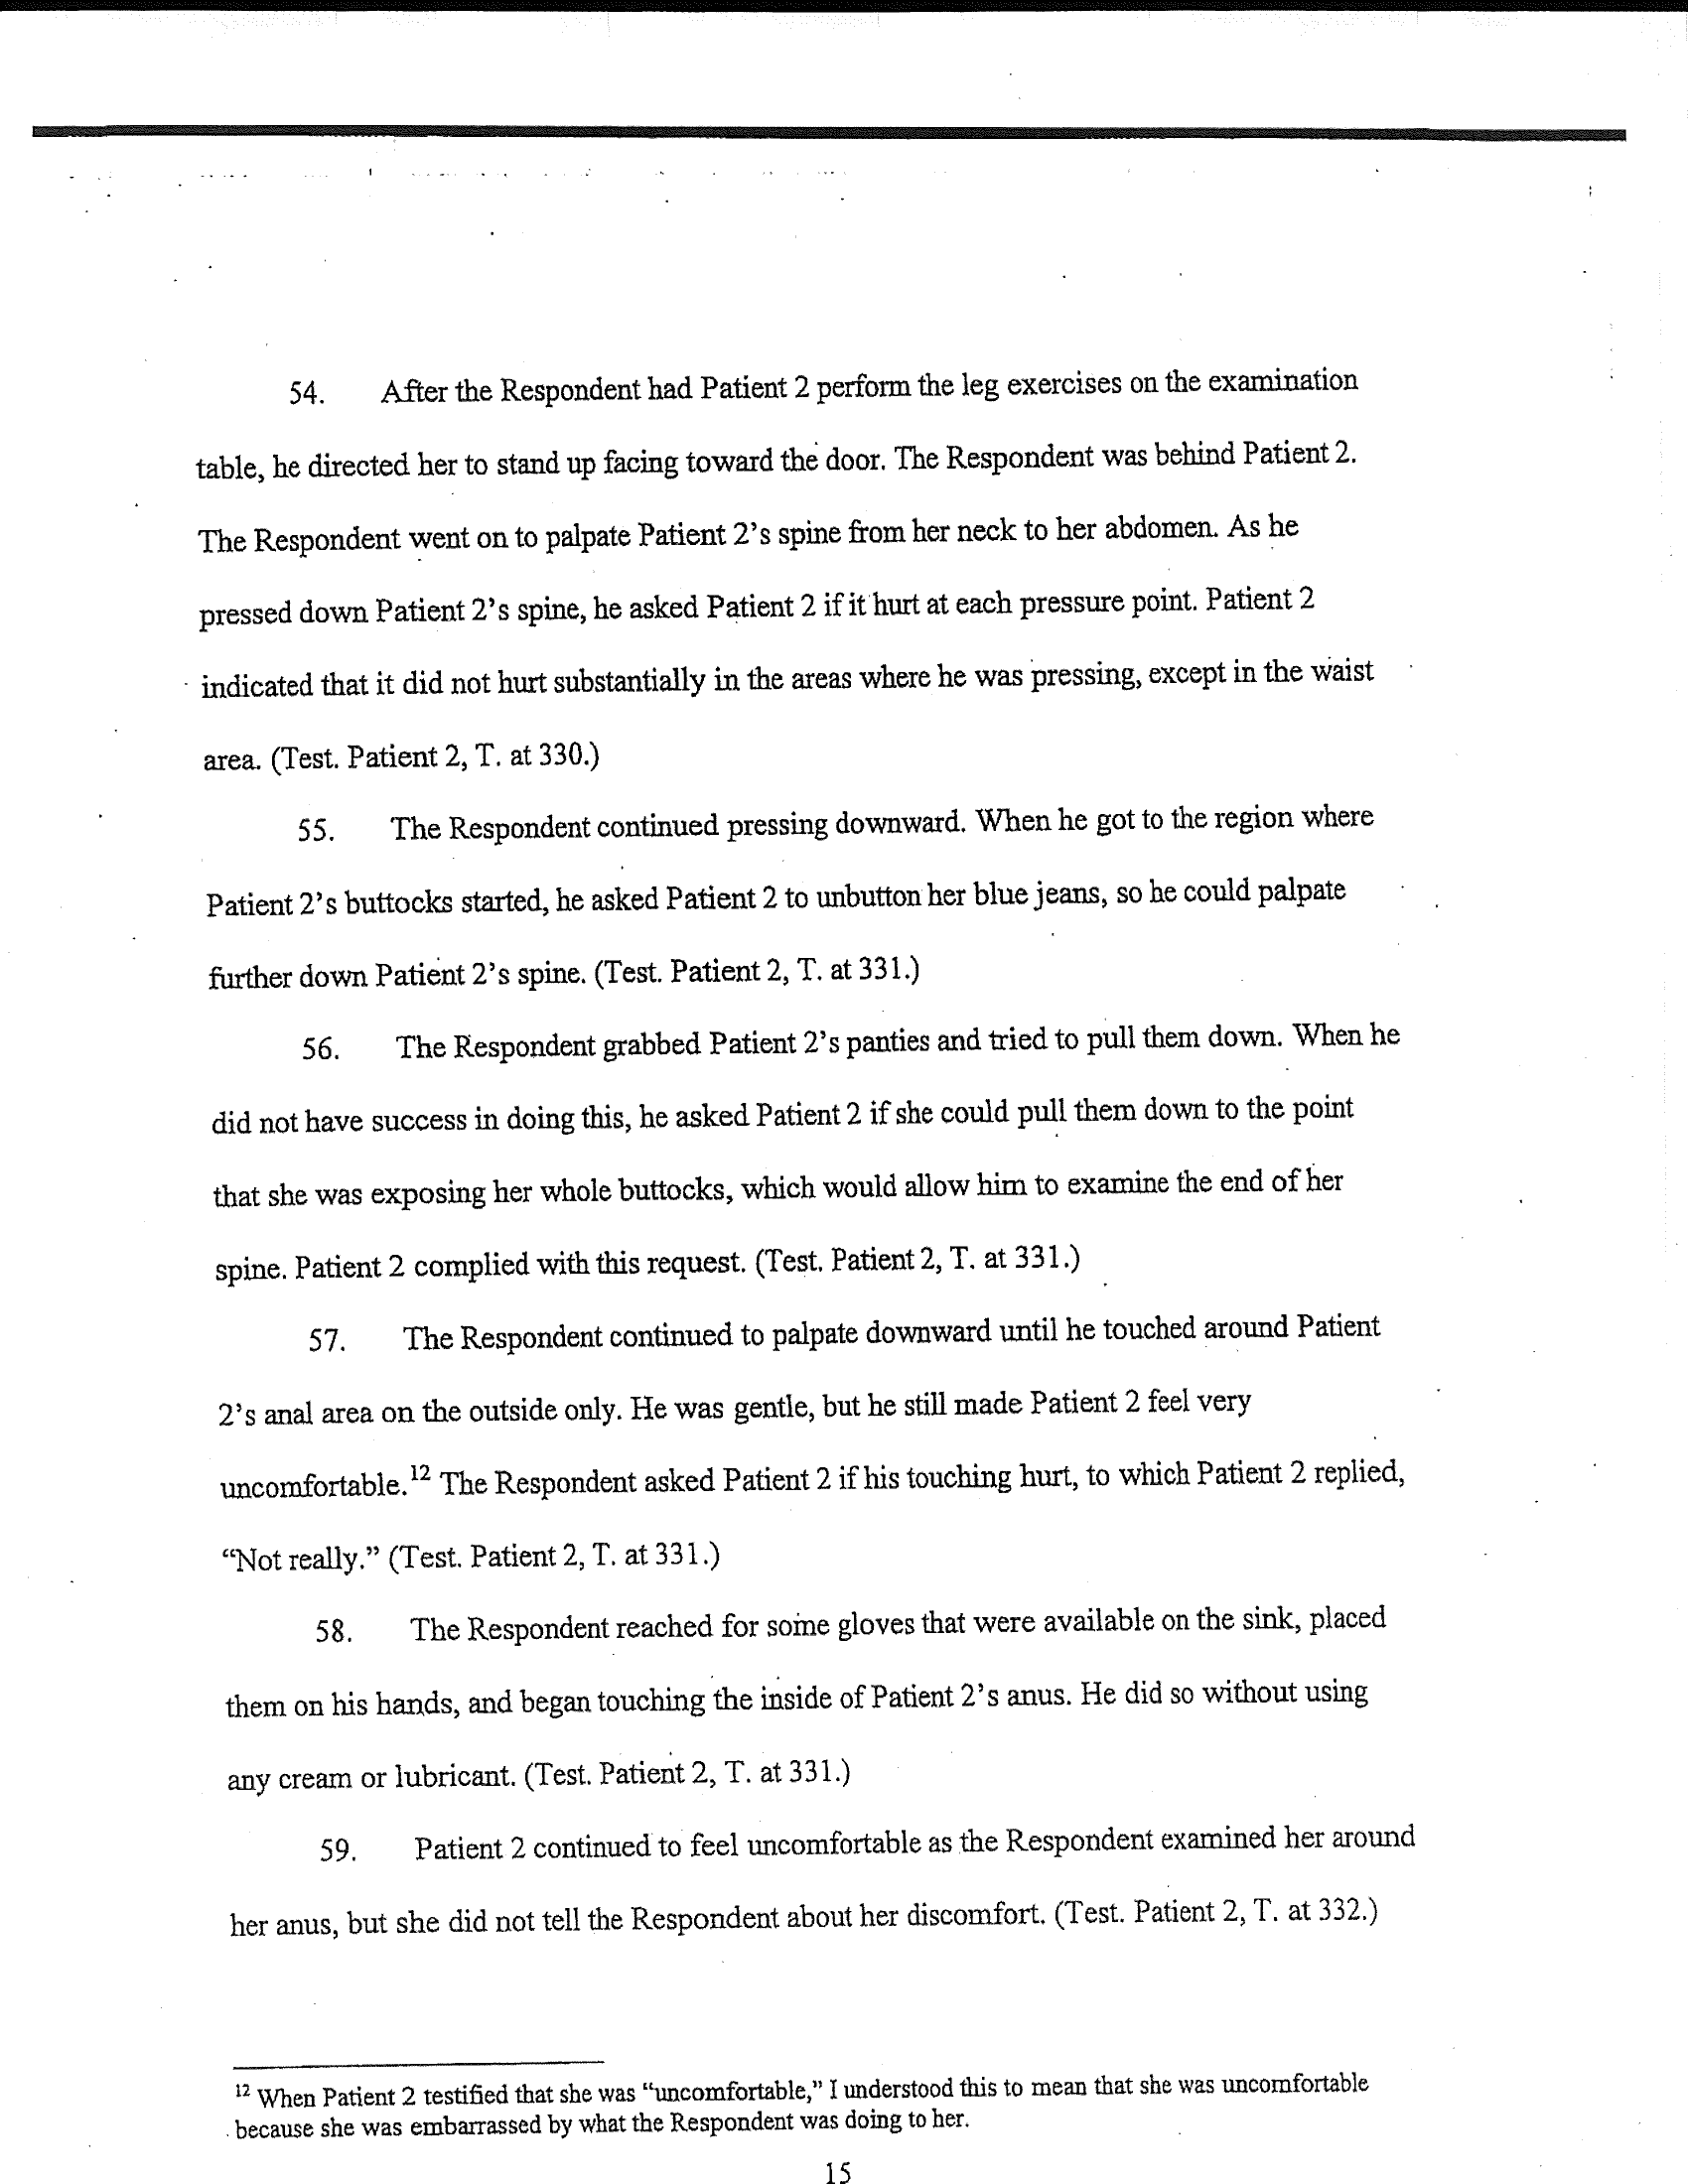 54. After the Respondent had Patient 2 perform the leg exercises on the examination
table, he directed her to stand up facing toward the door. The Respondent was behind Patient 2.
The Respondent went on to palpate Patient 2's spine from her neck to her abdomen. As he
pressed down Patient 2's spine, he asked Patient 2 if it hurt at each pressure point. Patient 2
indicated that it did not hurt substantially in the areas where he was pressing, except in the waist
area. (Test. Patient 2, T. at 330.)
55. The Respondent continued pressing downward. When he got to the region where
Patient 2's buttocks started, he asked Patient 2 to unbutton her blue jeans, so he could palpate
further down Patient 2's spine. (Test. Patient 2, T. at 331.)
56. The Respondent grabbed Patient 2's panties and tried to pull them down. When he
did not have success in doing this, he asked Patient 2 if she could pull them down to the point
that she was exposing her whole buttocks, which would allow him to examine the end of her
spine. Patient 2 complied with this request. (Test. Patient 2, T. at 331.)
57. The Respondent continued to palpate downward until he touched around Patient
2's anal area on the outside only. He was gentle, but he still made Patient 2 feel very
uncomfortable.12 The Respondent asked Patient 2 if his touching hurt, to which Patient 2 replied,
“Not really.” (Test. Patient 2, T. at 331.)
58. The Respondent reached for some gloves that were available on the sink, placed
them on his hands, and began touching the inside of Patient 2's anus. He did so without using
any cream or lubricant. (Test. Patient 2, T. at 331.)
59. Patient 2 continued to feel uncomfortable as the Respondent examined her around
her anus, but she did not tell the Respondent about her discomfort. (Test. Patient 2, T. at 332.)
12 When Patient 2 testified that she was “uncomfortable,” I understood this to mean that she was uncomfortable
because she was embarrassed by what the Respondent was doing to her.
15